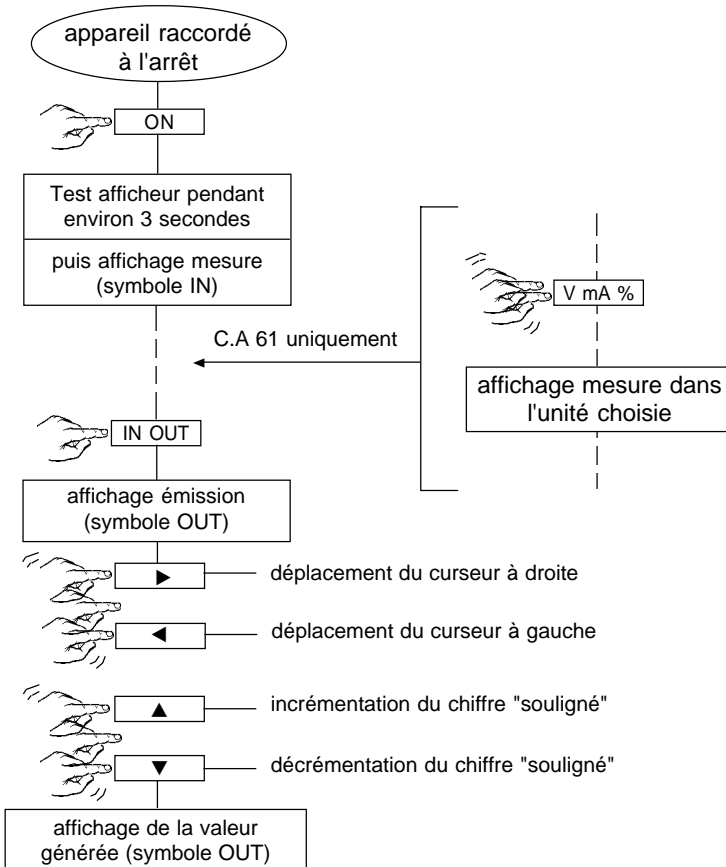 appareil raccordé
à l'arrêt
ON
Test afficheur pendant
environ 3 secondes
puis affichage mesure
(symbole IN)
C.A 61 uniquement
V mA %
affichage mesure dans
l'unité choisie
IN OUT
affichage émission
(symbole OUT)
déplacement du curseur à droite
déplacement du curseur à gauche
incrémentation du chiffre "souligné"
décrémentation du chiffre "souligné"
affichage de la valeur
générée (symbole OUT)